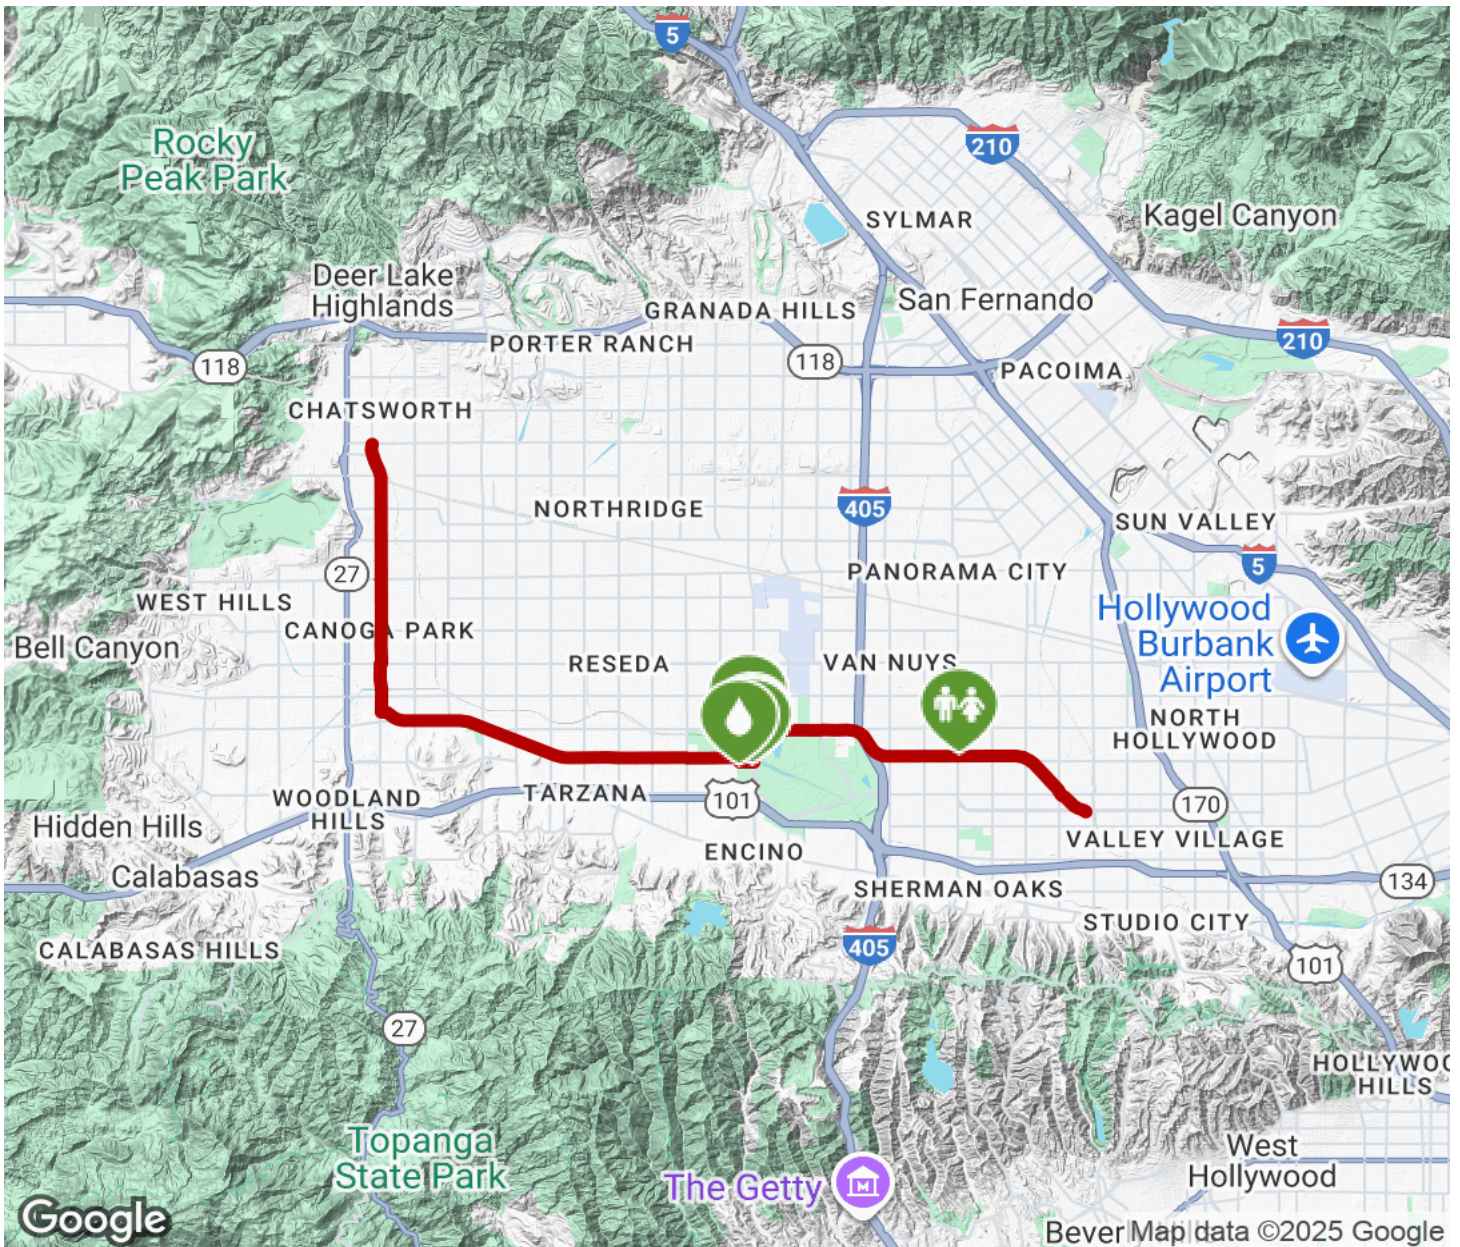 5
Rocky
Peak Park
210
Kagel Canyon
SYLMAR
Deer Lake
Highlands
San Fernando
GRANADA HILLS
PORTER RANCH
210
118
118
PACOIMA
CHATSWORTH
NORTHRIDGE
405
SUN VALLEY
5
27
PANORAMA CITY
WEST HILLS
Hollywood
Burbank
Airport
CANOGA PARK
Bell Canyon
RESEDA
VAN NUYS
NORTH
HOLLYWOOD
WOODLAND
HILLS
TARZANA
101
170
Hidden Hills
VALLEY VILLAGE
ENCINO
Calabasas
SHERMAN OAKS
134
STUDIO CITY
CALABASAS HILLS
405
101
27
HOLLYWOO
HILLS
Topanga
State Park
West
Hollywood
The Getty
M
Google
Bever
Map data ©2025 Google